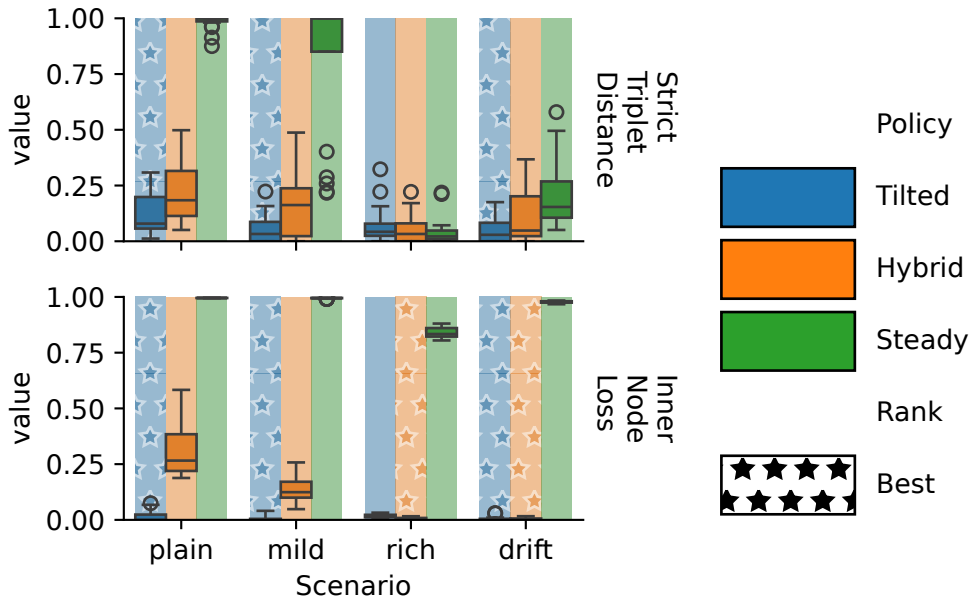 1.00
0.75
0.50
0.25
0.00
value
Strict
Triplet
Distance
1.00
0.75
0.50
0.25
0.00
value
Inner
Node
Loss
plain mild rich drift
Scenario
Policy
Tilted
Hybrid
Steady
Rank
Best